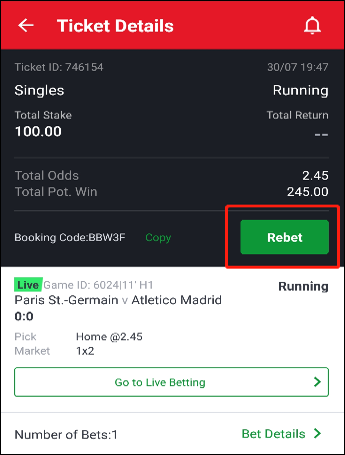 Ticket Details
Ticket ID: 746154 30/07 19:47
Singles Running
Total Stake Total Return
100.00 --
Total Odds 2.45
Total Pot. Win 245.00
Booking Code:BBW3F Copy Rebet
Live Game ID: 6024|11' H1 Running
Paris St.-Germain v Atletico Madrid
0:0
Pick Home @2.45
Market 1x2
Go to Live Betting
Number of Bets:1 Bet Details